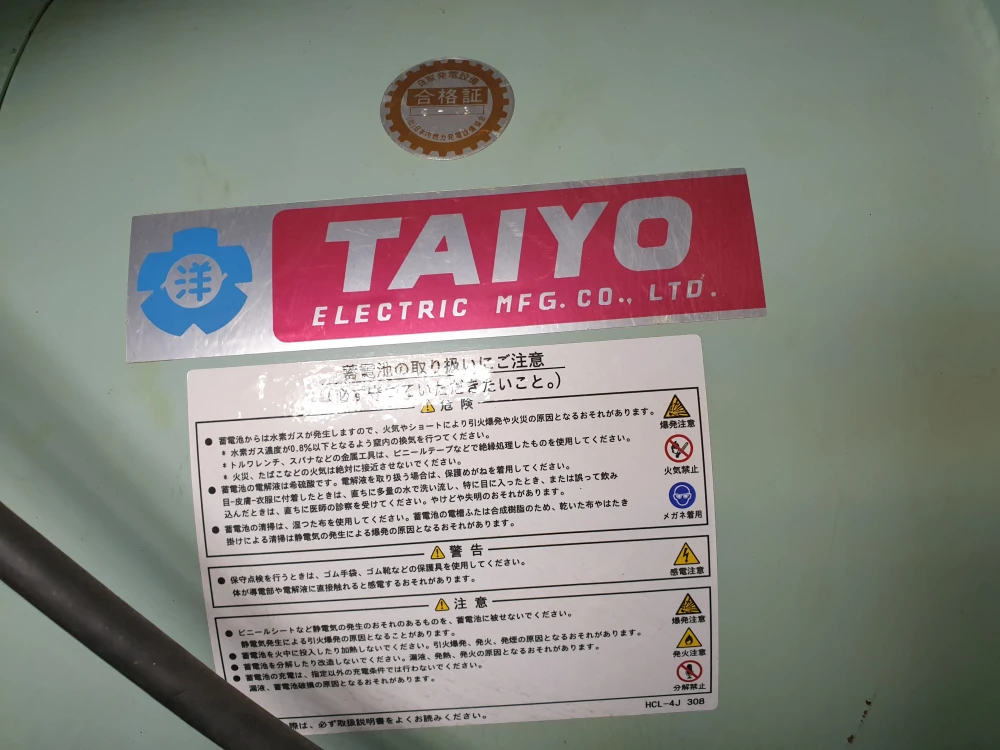 自家発電設備
合格証
(社)日本内燃力発電設備協会
洋
TAIYO
ELECTRIC MFG. CO., LTD.
蓄電池の取り扱いにご注意
(必ず守っていただきたいこと。)
危険
● 蓄電池からは水素ガスが発生しますので、火気やショートにより引火爆発や火災の原因となるおそれがあります。
* 水素ガス濃度が0.8%以下となるよう室内の換気を行つてください。
* トルワレンチ、スパナなどの金属工具は、ビニールテープなどで絶縁処理したものを使用してください。
* 火災、たばこなどの火気は絶対に接近させないでください。
● 蓄電池の電解液は希硫酸です。電解液を取り扱う場合は、保護めがねを着用してください。
目-皮膚-衣服に付着したときは、直ちに多量の水で洗い流し、特に目に入ったとき、または誤って飲み
込んだときは、直ちに医師の診察を受けてください。やけどや失明のおそれがあります。
● 蓄電池の清掃は、湿つた布を使用してください。蓄電池の電槽ふたは合成樹脂のため、乾いた布やはたき
掛けによる清掃は静電気の発生による爆発の原因となるおそれがあります。
爆発注意
火気禁止
メガネ着用
警告
● 保守点検を行うときは、ゴム手袋、ゴム靴などの保護具を使用してください。
体が導電部や電解液に直接触れると感電するおそれがあります。
感電注意
注意
● ビニールシートなど静電気の発生のおそれのあるものを、蓄電池に被せないでください。
静電気発生による引火爆発の原因となることがあります。
● 蓄電池を火中に投入したり加熱しないでください。引火爆発、発火、発煙の原因となるおそれがあります。
● 蓄電池を分解したり改造しないでください。漏液、発熱、発火の原因となるおそれがあります。
● 蓄電池の充電は、指定以外の充電条件では行わないでください。
漏液、蓄電池破損の原因となるおそれがあります。
爆発注意
発火注意
分解禁止
HCL-4J 308
際は、必ず取扱説明書をよくお読みください。